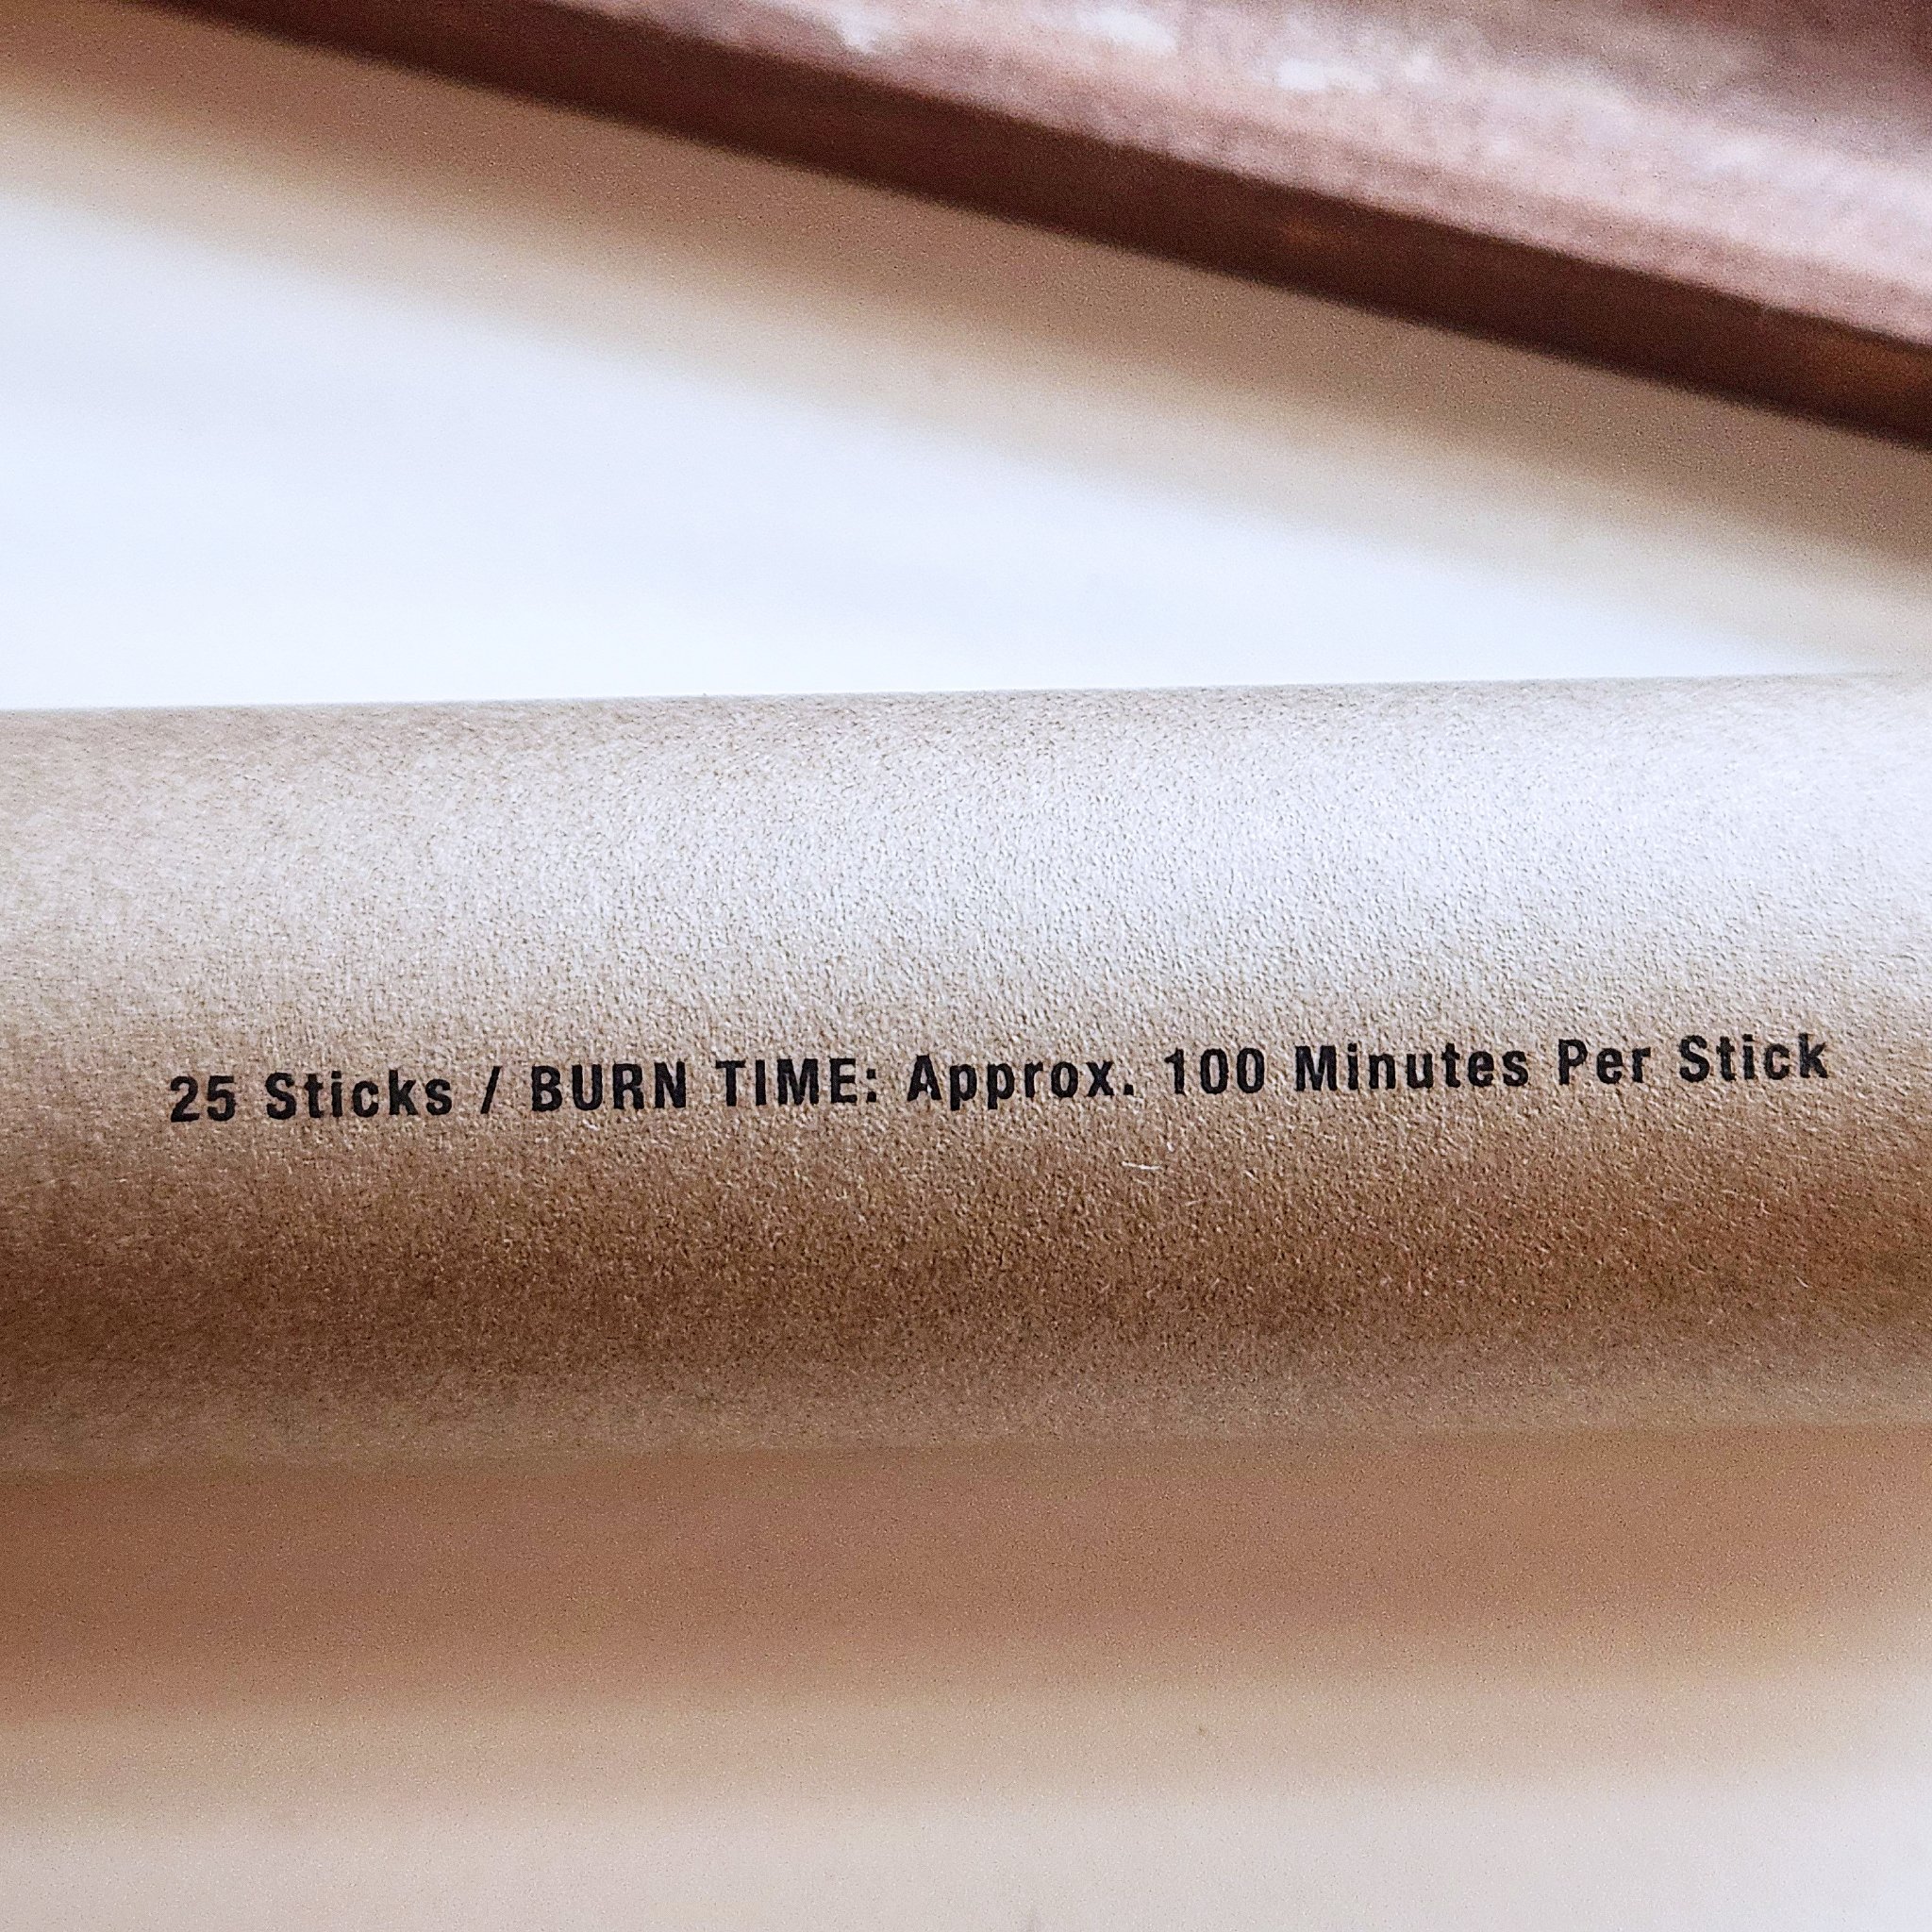 25 Sticks / BURN TIME: Approx. 100 Minutes Per Stick